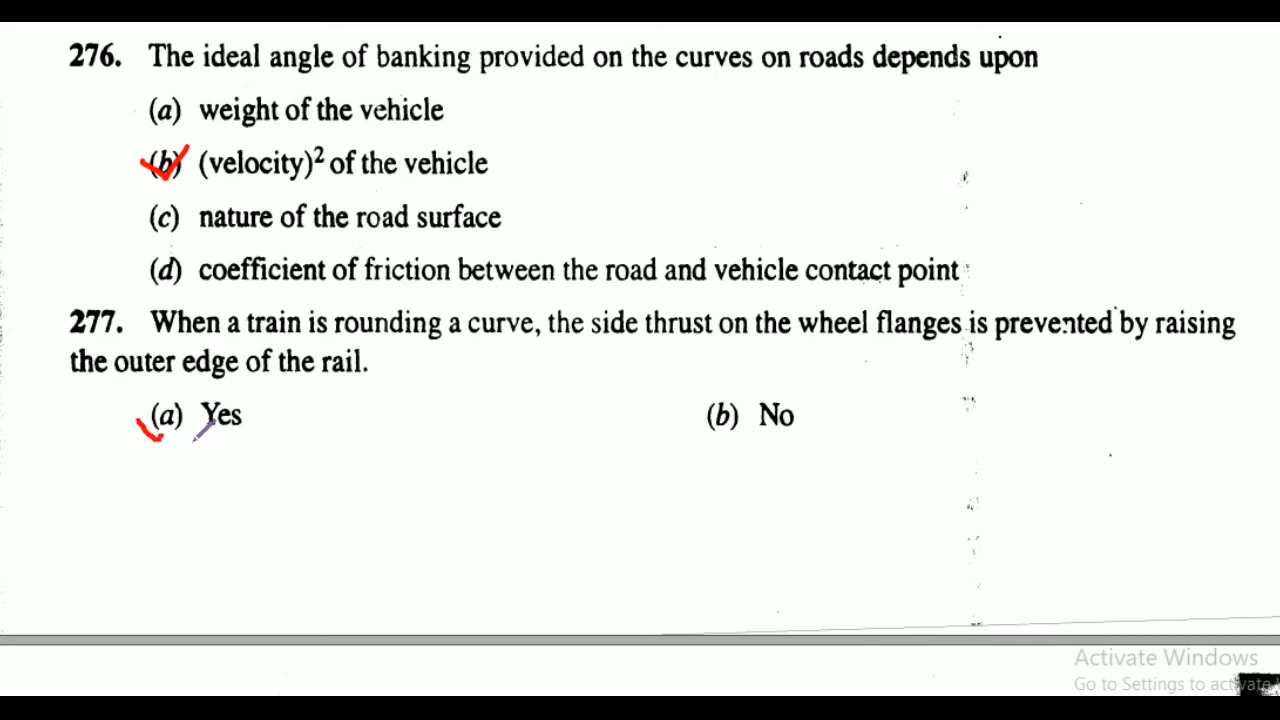 276. The ideal angle of banking provided on the curves on roads depends upon
(a) weight of the vehicle
(b) (velocity)² of the vehicle
(c) nature of the road surface
(d) coefficient of friction between the road and vehicle contact point
277. When a train is rounding a curve, the side thrust on the wheel flanges is prevented by raising
the outer edge of the rail.
(a) Yes (b) No
Activate Windows
Go to Settings to activate